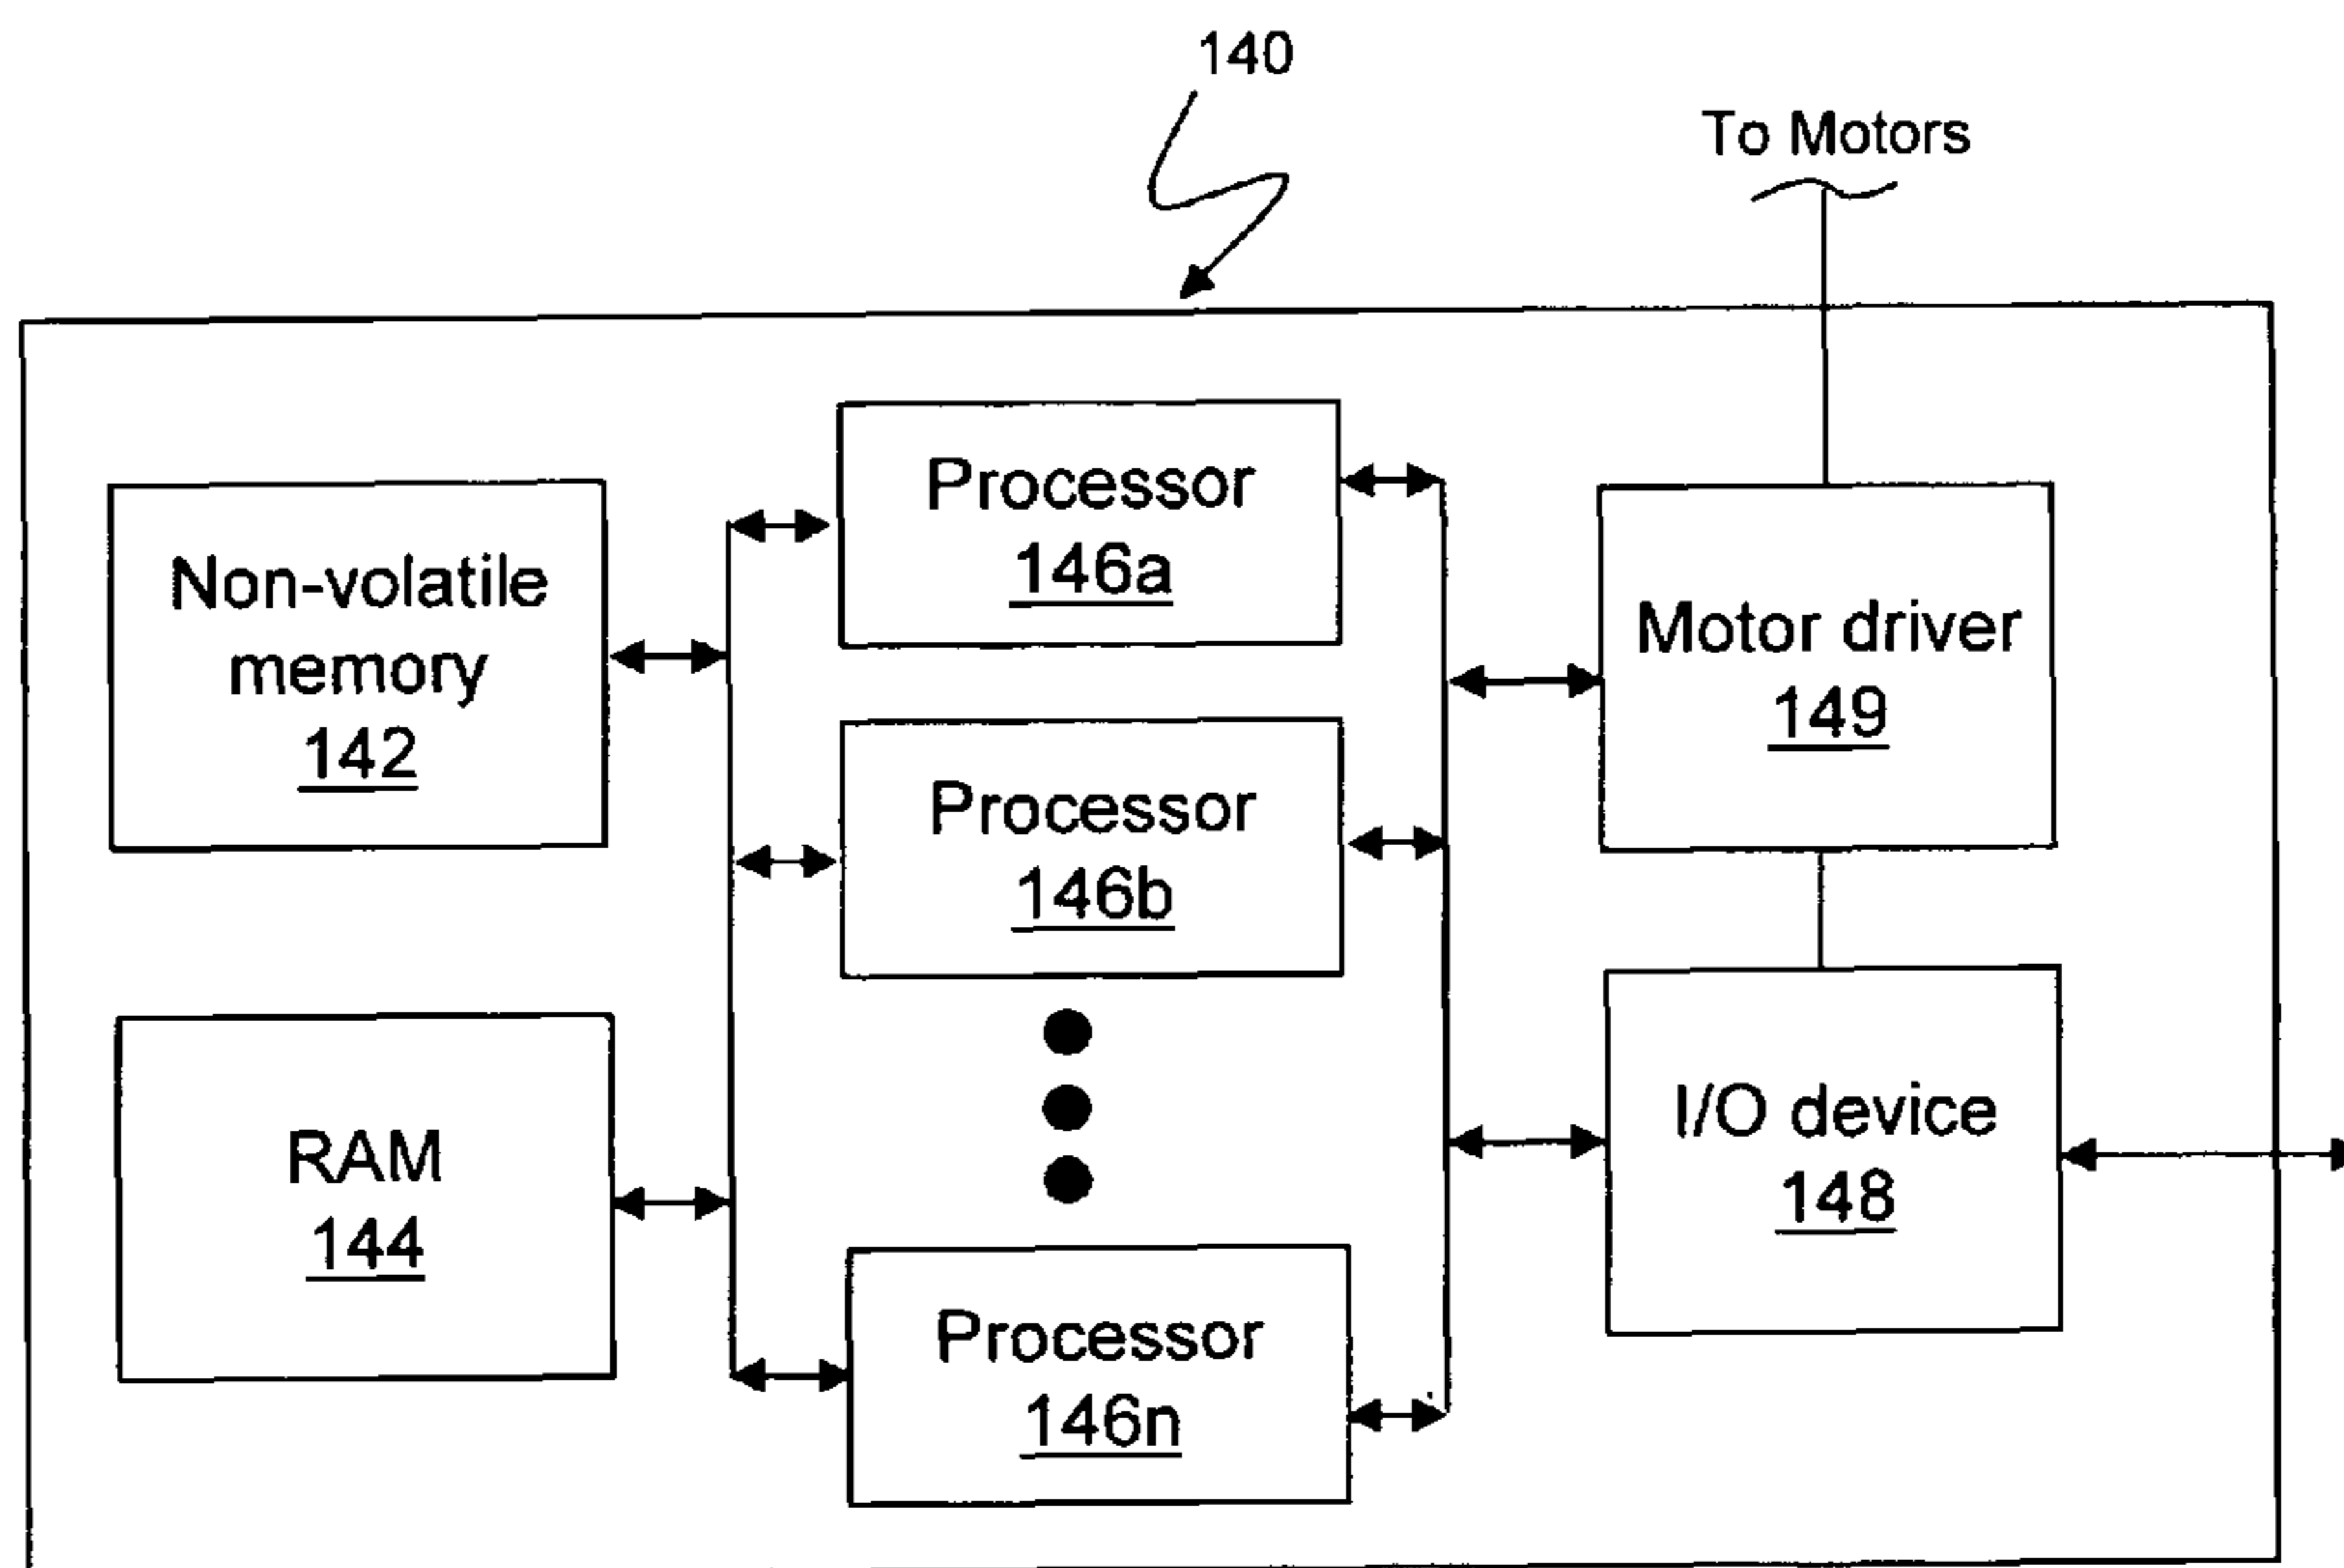 140
To Motors
Non-volatile
memory
142
RAM
144
Processor
146a
Processor
146b
Processor
146n
Motor driver
149
I/O device
148